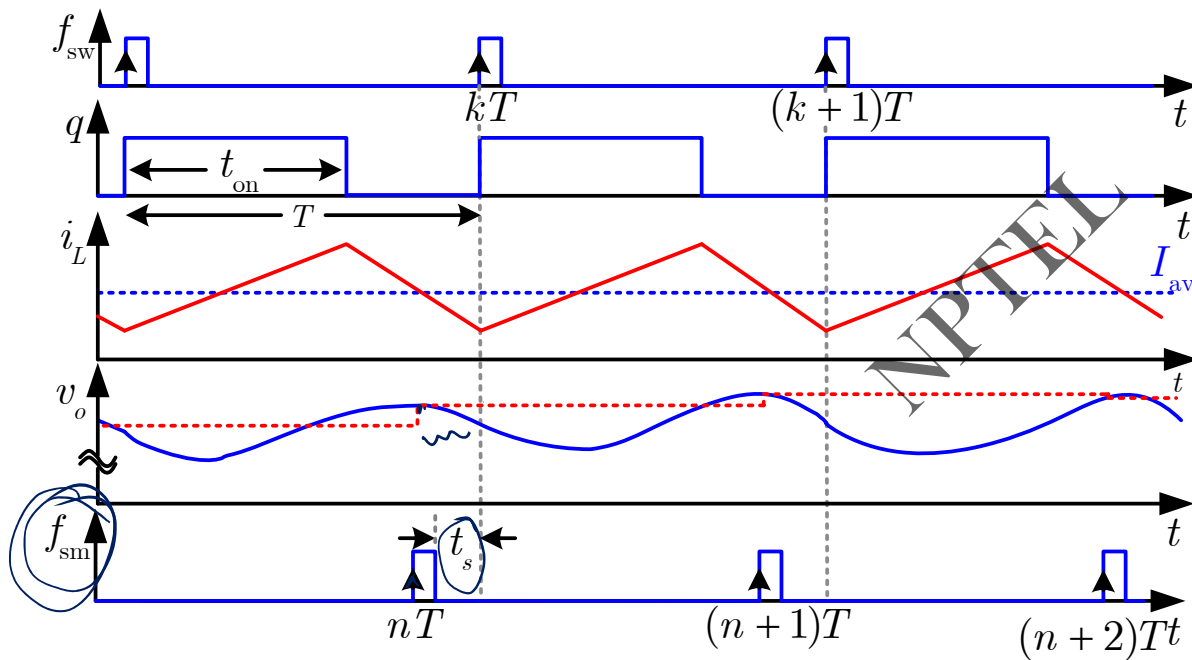 f_sw
kT
(k + 1)T
t
q
t_on
T
t
i_L
I_av
NPTEL
t
v_o
t
f_sm
t_s
nT
(n + 1)T
(n + 2)T
t